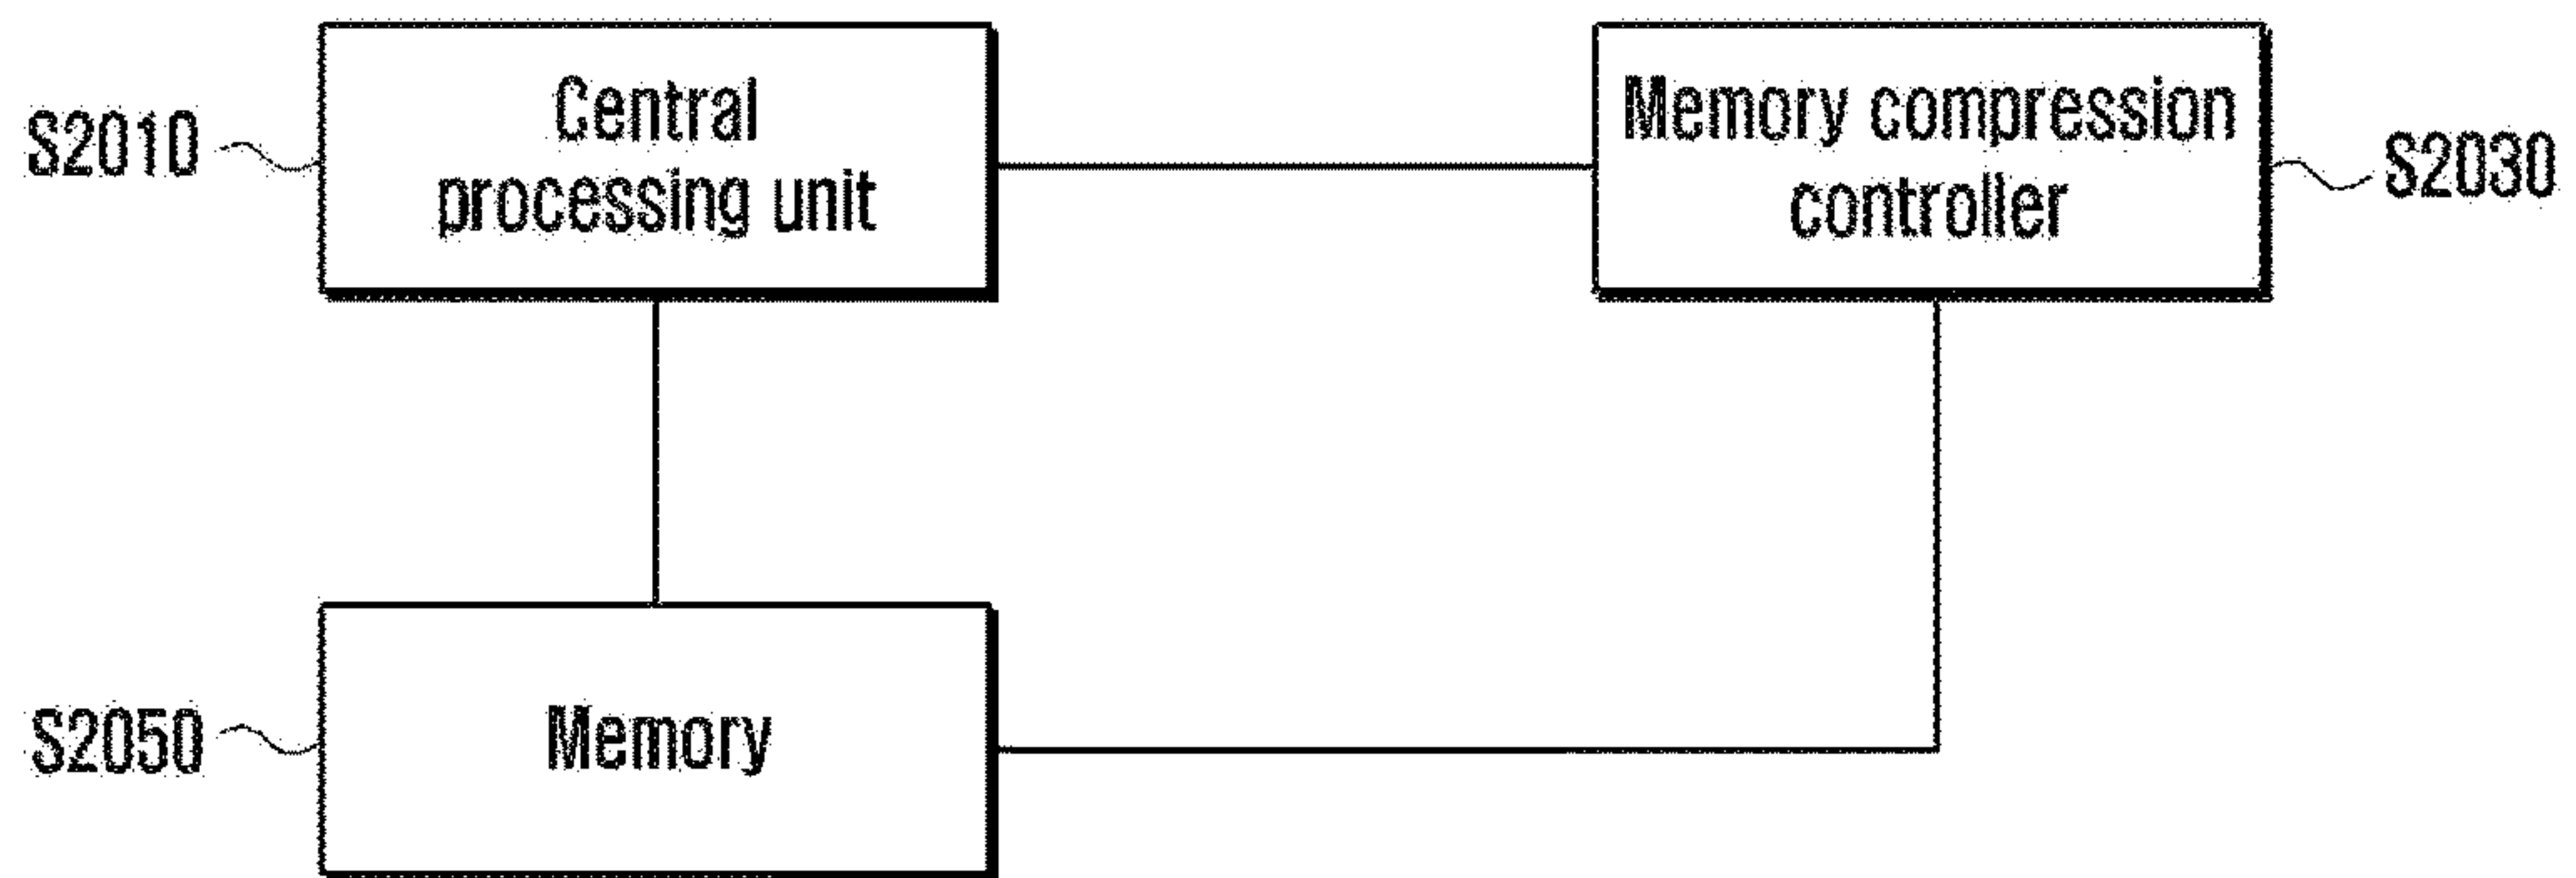 S2010
Central
processing unit
Memory compression
controller
S2030
S2050
Memory